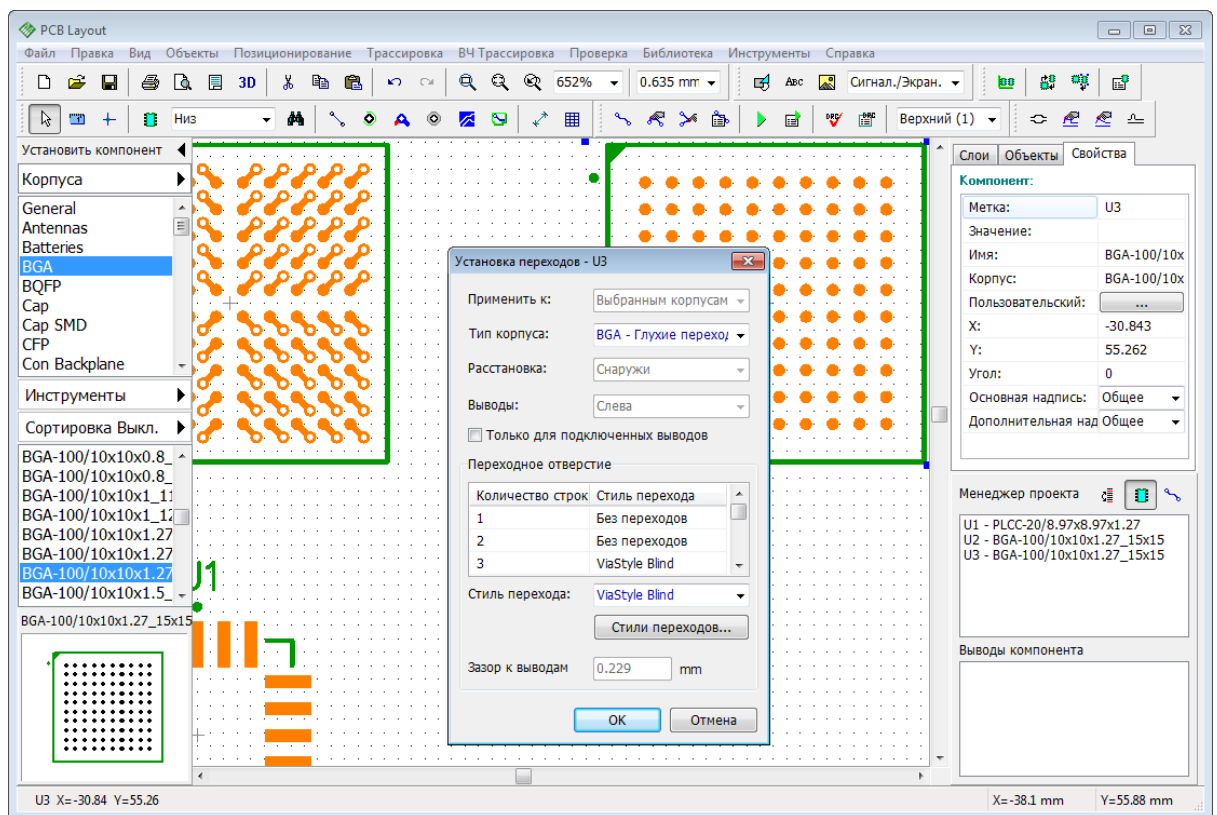 PCB Layout
Файл Правка Вид Объекты Позиционирование Трассировка ВЧ Трассировка Проверка Библиотека Инструменты Справка
3D 652% 0.635 mm ABC Сигнал./Экран.
Низ DRC DRC Верхний (1)
Установить компонент
Корпуса
General
Antennas
Batteries
BGA
BQFP
Cap
Cap SMD
CFP
Con Backplane
Инструменты
Сортировка Выкл.
BGA-100/10x10x0.8_
BGA-100/10x10x0.8_
BGA-100/10x10x1_11
BGA-100/10x10x1_12
BGA-100/10x10x1.27
BGA-100/10x10x1.27
BGA-100/10x10x1.27
BGA-100/10x10x1.5_
BGA-100/10x10x1.27_15x15
U1
Установка переходов - U3
Применить к: Выбранным корпусам
Тип корпуса: BGA - Глухие переход
Расстановка: Снаружи
Выводы: Слева
Только для подключенных выводов
Переходное отверстие
Количество строк Стиль перехода
1 Без переходов
2 Без переходов
3 ViaStyle Blind
Стиль перехода: ViaStyle Blind
Стили переходов...
Зазор к выводам 0.229 mm
OK Отмена
Слои Объекты Свойства
Компонент:
Метка: U3
Значение:
Имя: BGA-100/10x
Корпус: BGA-100/10x
Пользовательский: ...
X: -30.843
Y: 55.262
Угол: 0
Основная надпись: Общее
Дополнительная над Общее
Менеджер проекта
U1 - PLCC-20/8.97x8.97x1.27
U2 - BGA-100/10x10x1.27_15x15
U3 - BGA-100/10x10x1.27_15x15
Выводы компонента
U3 X=-30.84 Y=55.26 X=-38.1 mm Y=55.88 mm